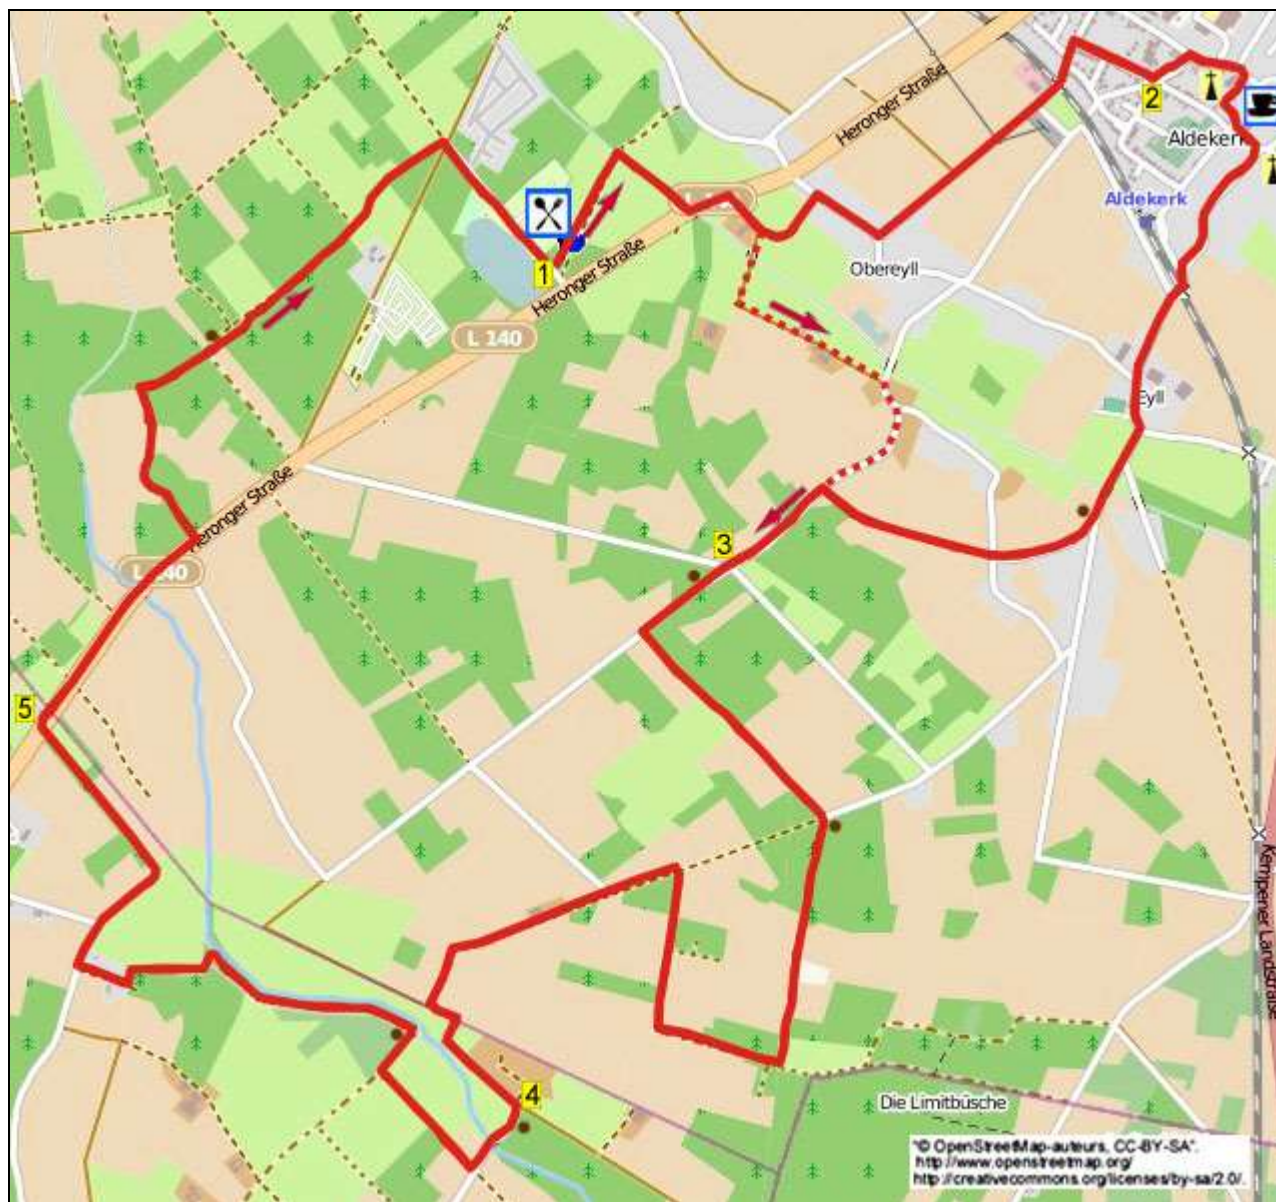 Heronger Straße
2
Aldekerk
Aldekerk
1
Heronger Straße
Obereyll
L 140
Eyll
Heronger Straße
3
5
Kempener Landstraße
4
Die Limitbüsche
"© OpenStreetMap-auteurs, CC-BY-SA".
http://www.openstreetmap.org/
http://creativecommons.org/licenses/by-sa/2.0/.